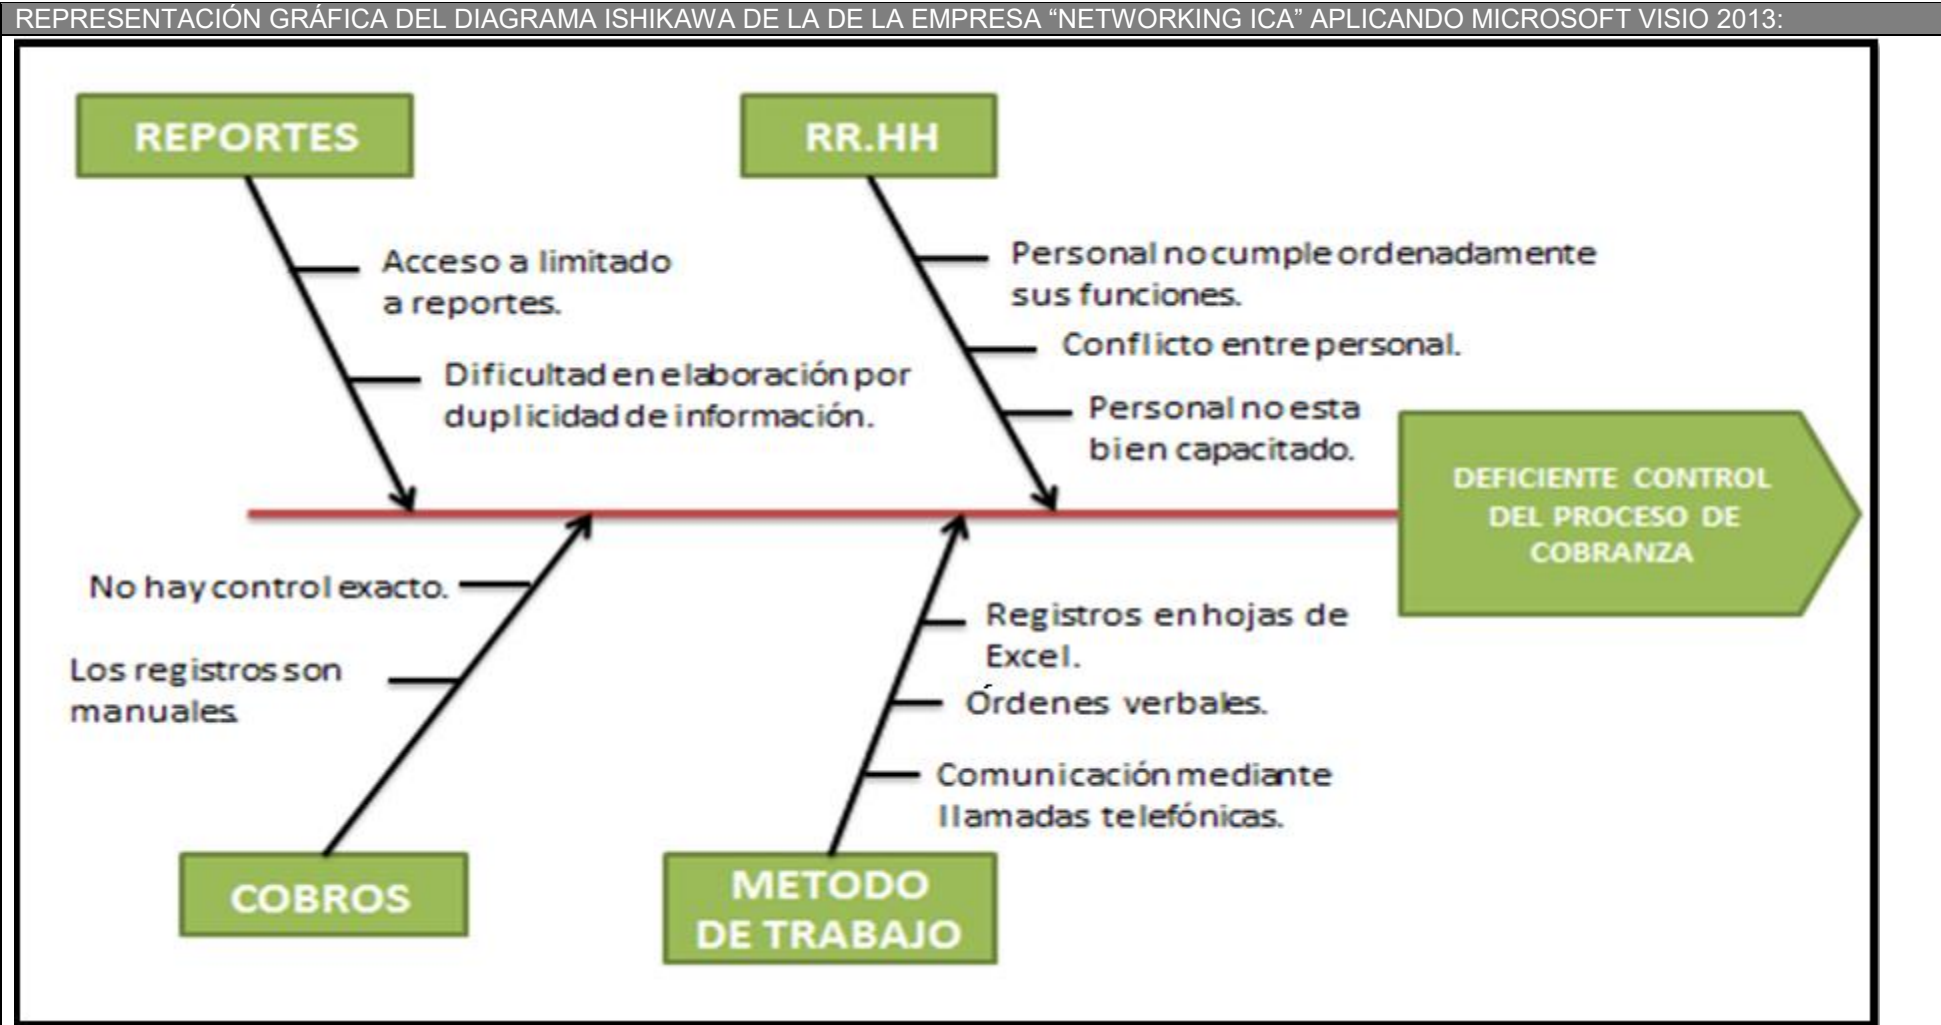 REPRESENTACIÓN GRÁFICA DEL DIAGRAMA ISHIKAWA DE LA DE LA EMPRESA “NETWORKING ICA” APLICANDO MICROSOFT VISIO 2013:
REPORTES
RR.HH
Acceso a limitado
a reportes.
Dificultad en elaboración por
duplicidad de información.
Personal no cumple ordenadamente
sus funciones.
Conflicto entre personal.
Personal no esta
bien capacitado.
DEFICIENTE CONTROL
DEL PROCESO DE
COBRANZA
No hay control exacto.
Los registros son
manuales.
Registros en hojas de
Excel.
Órdenes verbales.
Comunicación mediante
llamadas telefónicas.
COBROS
METODO
DE TRABAJO